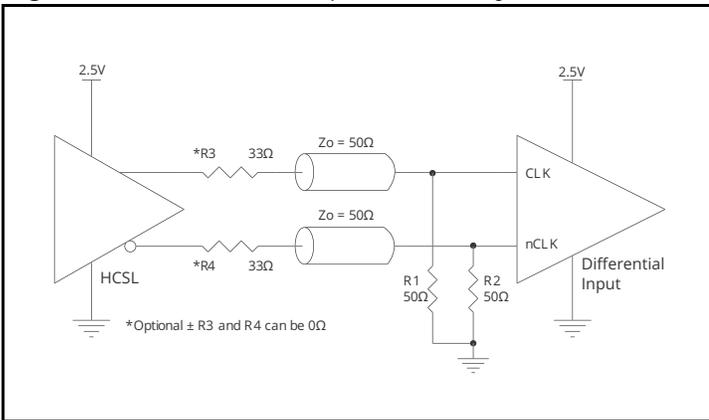 2.5V
2.5V
*R3
33Ω
Zo = 50Ω
CLK
Zo = 50Ω
nCLK
*R4
33Ω
HCSL
R1
50Ω
R2
50Ω
Differential
Input
*Optional ± R3 and R4 can be 0Ω